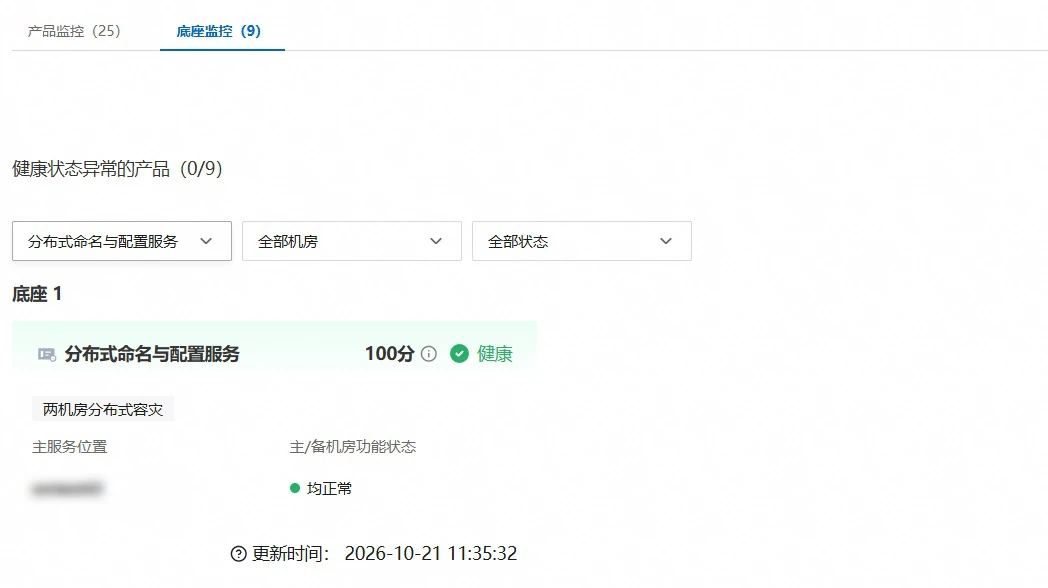 产品监控（25） 底座监控（9）
健康状态异常的产品（0/9）
分布式命名与配置服务 全部机房 全部状态
底座 1
分布式命名与配置服务 100分 健康
两机房分布式容灾
主服务位置 主/备机房功能状态
均正常
更新时间： 2026-10-21 11:35:32